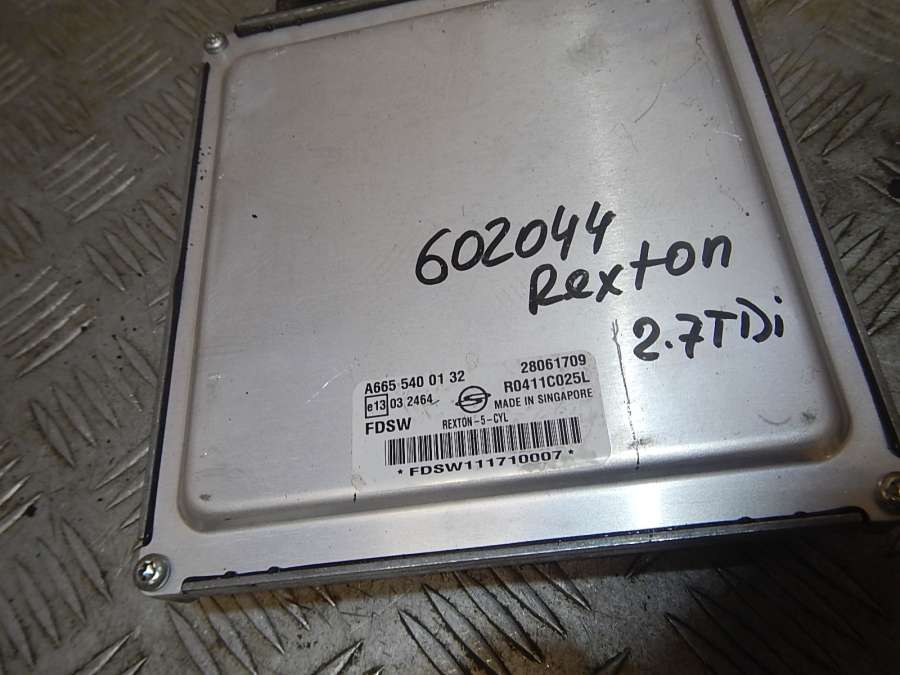 602044
Rexton
2.7TDi
A665 540 01 32 28061709
e13 03 2464 R0411C025L
MADE IN SINGAPORE
FDSW REXTON-5-CYL
*FDSW111710007*